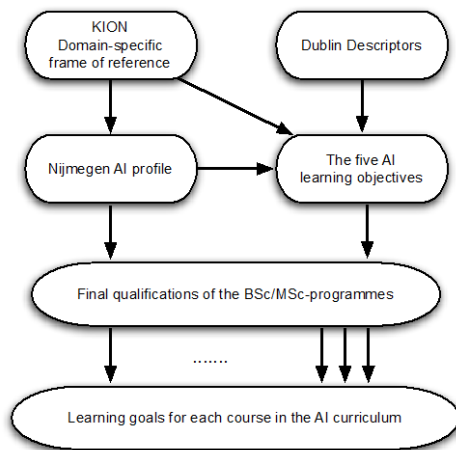 KION
Domain-specific
frame of reference
Dublin Descriptors
Nijmegen AI profile
The five AI
learning objectives
Final qualifications of the BSc/MSc-programmes
.......
Learning goals for each course in the AI curriculum